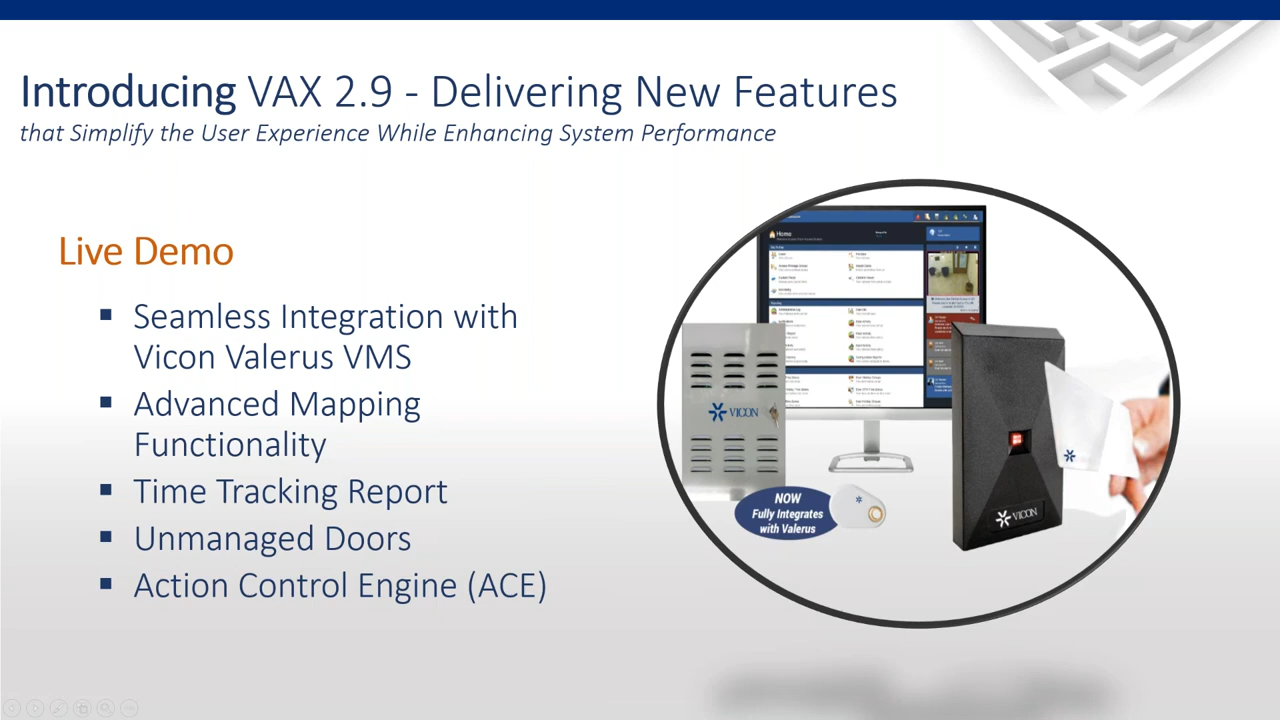 Introducing VAX 2.9 - Delivering New Features
that Simplify the User Experience While Enhancing System Performance
Live Demo
▪ Seamless Integration with
Vicon Valerus VMS
▪ Advanced Mapping
Functionality
▪ Time Tracking Report
▪ Unmanaged Doors
▪ Action Control Engine (ACE)
Home
VICON
NOW
Fully Integrates
with Valerus
VICON